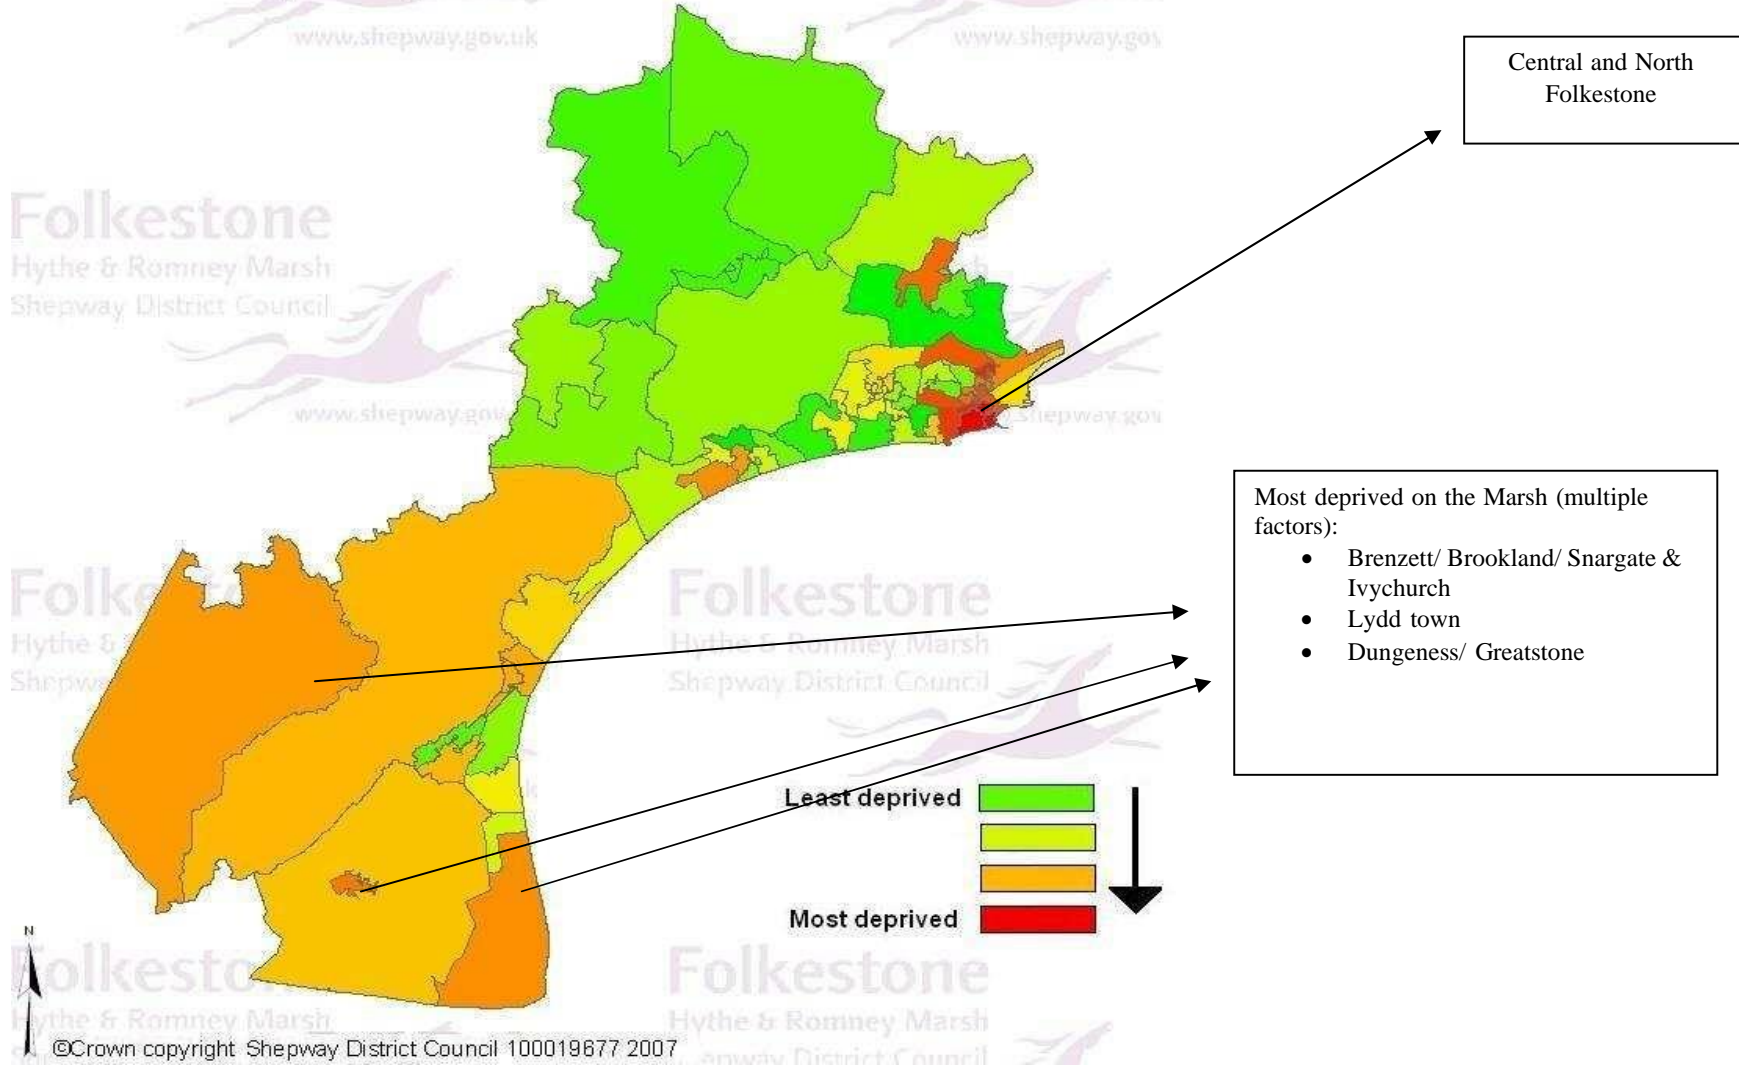 www.shepway.gov.uk
www.shepway.gov
Central and North
Folkestone
Folkestone
Hythe & Romney Marsh
Shepway District Council
www.shepway.gov
shepway.gov
Most deprived on the Marsh (multiple
factors):
• Brenzett/ Brookland/ Snargate &
Ivychurch
• Lydd town
• Dungeness/ Greatstone
Folkestone
Hythe & Romney Marsh
Shepway District Council
Least deprived
Most deprived
N
Folkestone
Hythe & Romney Marsh
Hythe & Romney Marsh
©Crown copyright Shepway District Council 100019677 2007